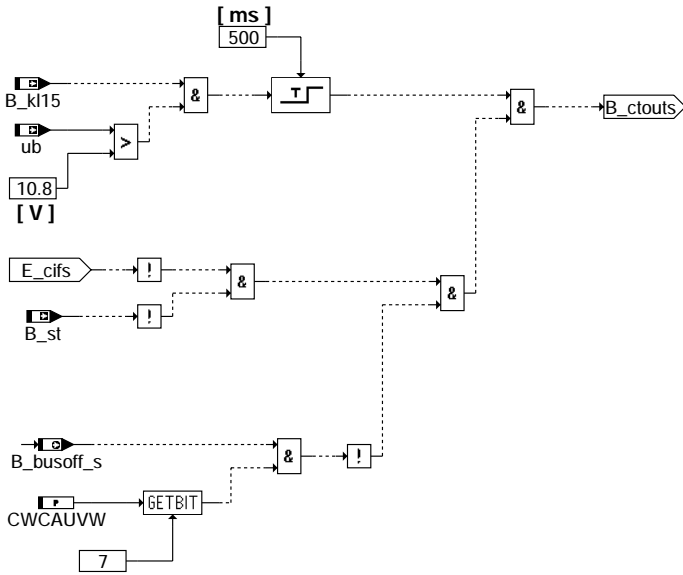 [ ms ]
500
B_kl15
&
T
&
B_ctouts
ub
>
10.8
[ V ]
E_cifs
!
&
&
B_st
!
B_busoff_s
&
!
P
CWCAUVW
GETBIT
7